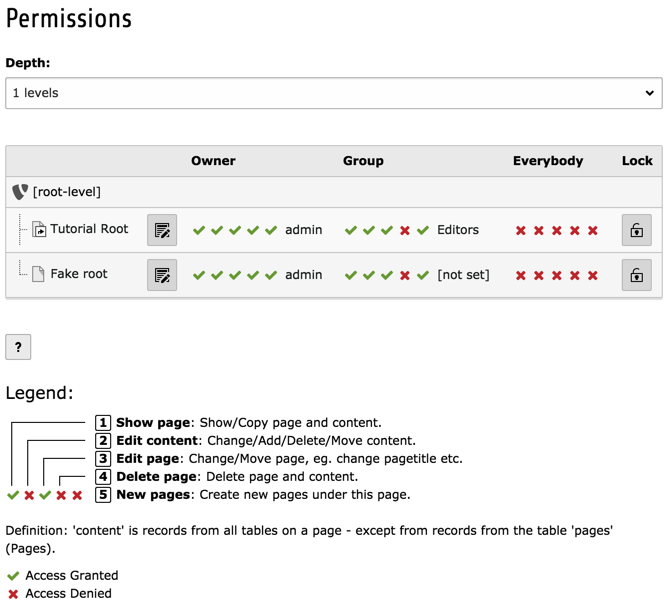 Permissions
Depth:
1 levels
Owner Group Everybody Lock
[root-level]
Tutorial Root admin Editors
Fake root admin [not set]
?
Legend:
1 Show page: Show/Copy page and content.
2 Edit content: Change/Add/Delete/Move content.
3 Edit page: Change/Move page, eg. change pagetitle etc.
4 Delete page: Delete page and content.
5 New pages: Create new pages under this page.
Definition: 'content' is records from all tables on a page - except from records from the table 'pages'
(Pages).
Access Granted
Access Denied